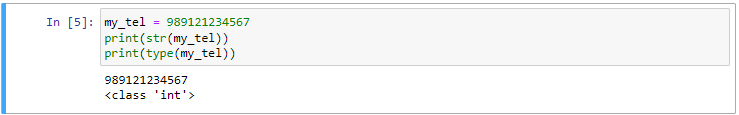 In [5]: my_tel = 989121234567
print(str(my_tel))
print(type(my_tel))
989121234567
<class 'int'>